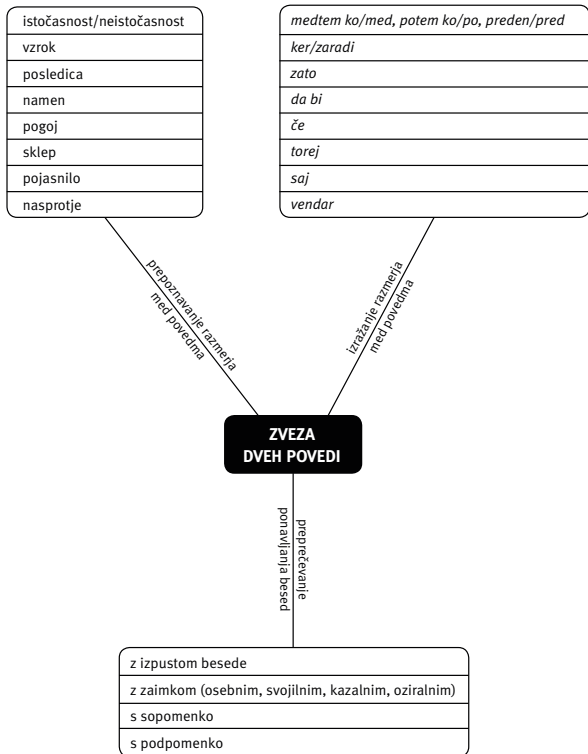 istočasnost/neistočasnost
vzrok
posledica
namen
pogoj
sklep
pojasnilo
nasprotje
medtem ko/med, potem ko/po, preden/pred
ker/zaradi
zato
da bi
če
torej
saj
vendar
prepoznavanje razmerja
med povedma
izražanje razmerja
med povedma
ZVEZA
DVEH POVEDI
preprečevanje
ponavljanja besed
z izpustom besede
z zaimkom (osebnim, svojilnim, kazalnim, oziralnim)
s sopomenko
s podpomenko